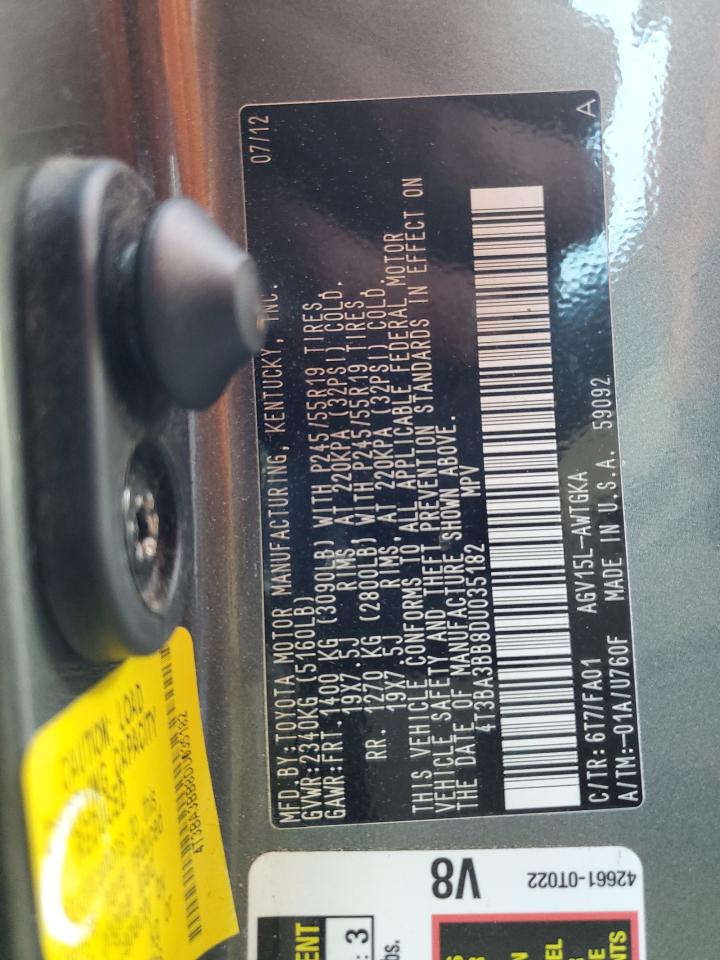 MFD.BY:TOYOTA MOTOR MANUFACTURING, KENTUCKY, INC. 07/12
GVWR:2340KG (5160LB)
GAWR:FRT.1400 KG (3090LB) WITH P245/55R19 TIRES,
19X7.5J RIMS, AT 220KPA (32PSI) COLD.
RR. 1270 KG (2800LB) WITH P245/55R19 TIRES,
19X7.5J RIMS, AT 220KPA (32PSI) COLD.
THIS VEHICLE CONFORMS TO ALL APPLICABLE FEDERAL MOTOR
VEHICLE SAFETY AND THEFT PREVENTION STANDARDS IN EFFECT ON
THE DATE OF MANUFACTURE SHOWN ABOVE.
4T3BA3BB8DU035182 MPV
C/TR: 6T7/FA01 AGV15L-AWTGKA
A/TM:-01A/U760F MADE IN U.S.A. 59092 A
CAUTION: LOAD
CAPACITY
4T3BA3BB8DU035182
V8
42661-0T022
: 3
bs.